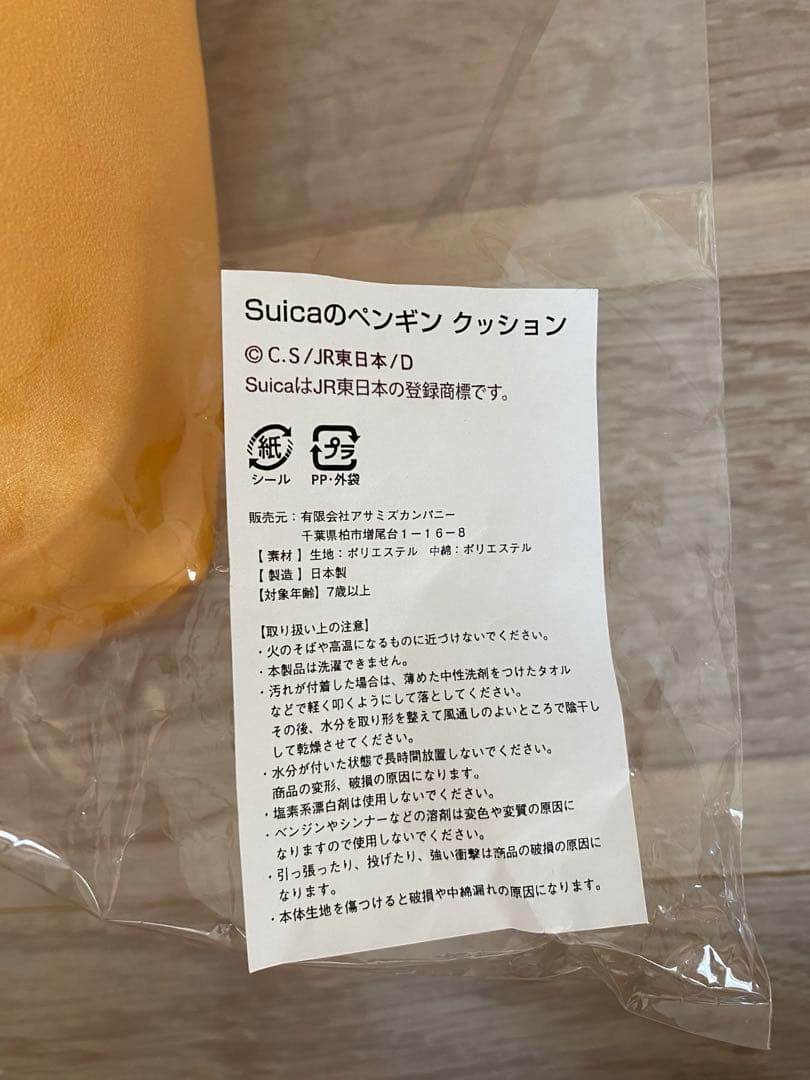 Suicaのペンギン クッション
©C.S/JR東日本/D
SuicaはJR東日本の登録商標です。
紙
プラ
シール
PP・外袋
販売元：有限会社アサミズカンパニー
千葉県柏市増尾台1－16－8
【素材】生地：ポリエステル 中綿：ポリエステル
【製造】日本製
【対象年齢】7歳以上
【取り扱い上の注意】
・火のそばや高温になるものに近づけないでください。
・本製品は洗濯できません。
・汚れが付着した場合は、薄めた中性洗剤をつけたタオル
などで軽く叩くようにして落としてください。
その後、水分を取り形を整えて風通しのよいところで陰干し
して乾燥させてください。
・水分が付いた状態で長時間放置しないでください。
商品の変形、破損の原因になります。
・塩素系漂白剤は使用しないでください。
・ベンジンやシンナーなどの溶剤は変色や変質の原因に
なりますので使用しないでください。
・引っ張ったり、投げたり、強い衝撃は商品の破損の原因に
なります。
・本体生地を傷つけると破損や中綿漏れの原因になります。